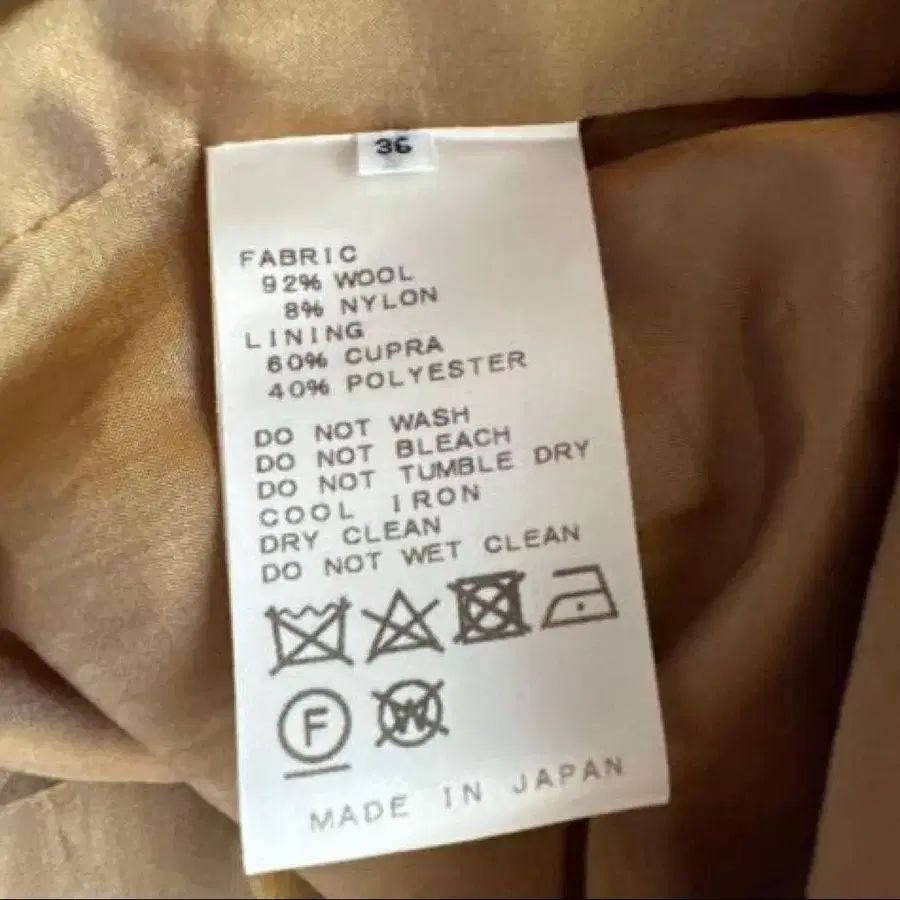 36
FABRIC
92% WOOL
8% NYLON
LINING
60% CUPRA
40% POLYESTER
DO NOT WASH
DO NOT BLEACH
DO NOT TUMBLE DRY
COOL IRON
DRY CLEAN
DO NOT WET CLEAN
F W
MADE IN JAPAN